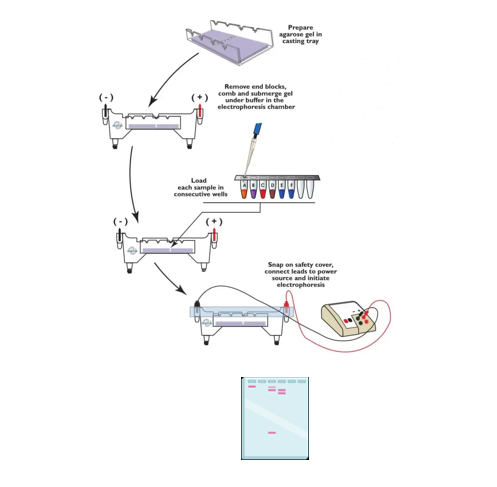 Prepare
agarose gel in
casting tray
Remove end blocks,
comb and submerge gel
under buffer in the
electrophoresis chamber
( - )
( + )
Load
each sample in
consecutive wells
A B C D E F
( - )
( + )
Snap on safety cover,
connect leads to power
source and initiate
electrophoresis